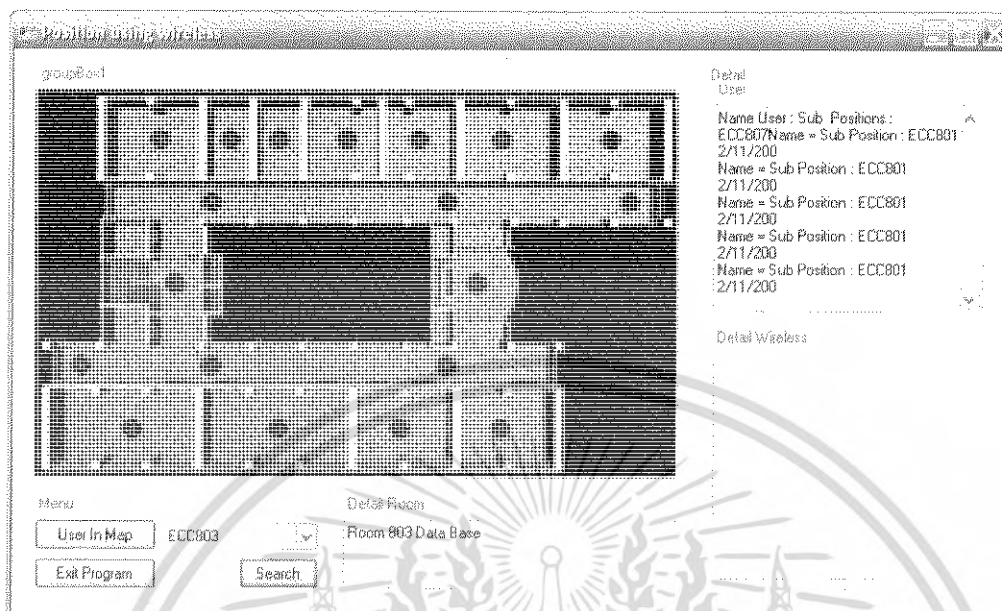 Position using wireless
groupBox1
Detail
User
Name User : Sub Positions :
ECC807Name = Sub Position : ECC801
2/11/200
Name = Sub Position : ECC801
2/11/200
Name = Sub Position : ECC801
2/11/200
Name = Sub Position : ECC801
2/11/200
Name = Sub Position : ECC801
2/11/200
Detail Wireless
Menu
User In Map
ECC803
Exit Program
Search
Detail Room
Room 803 Data Base